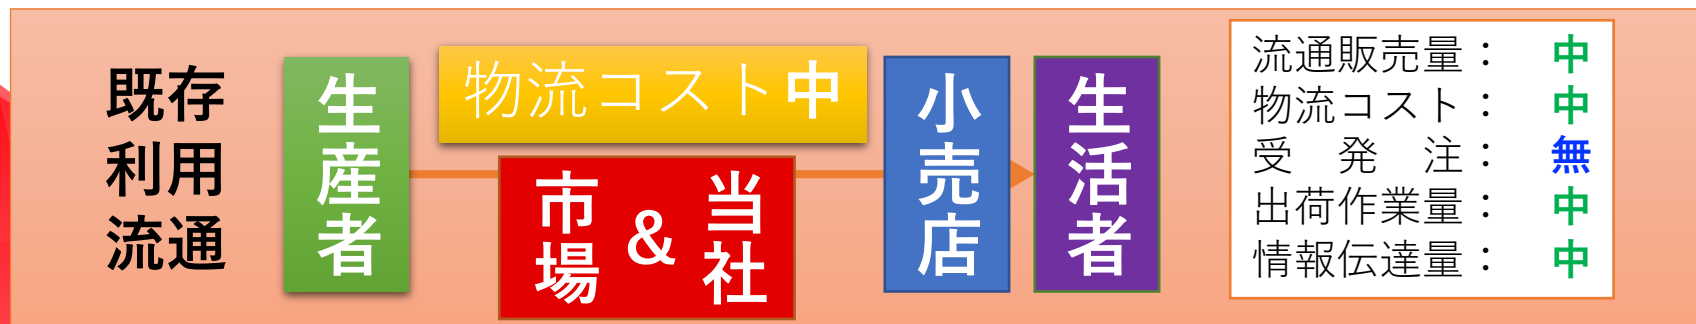 既存
利用
流通
生産者
物流コスト中
市場 & 当社
小売店
生活者
流通販売量： 中
物流コスト： 中
受　発　注： 無
出荷作業量： 中
情報伝達量： 中